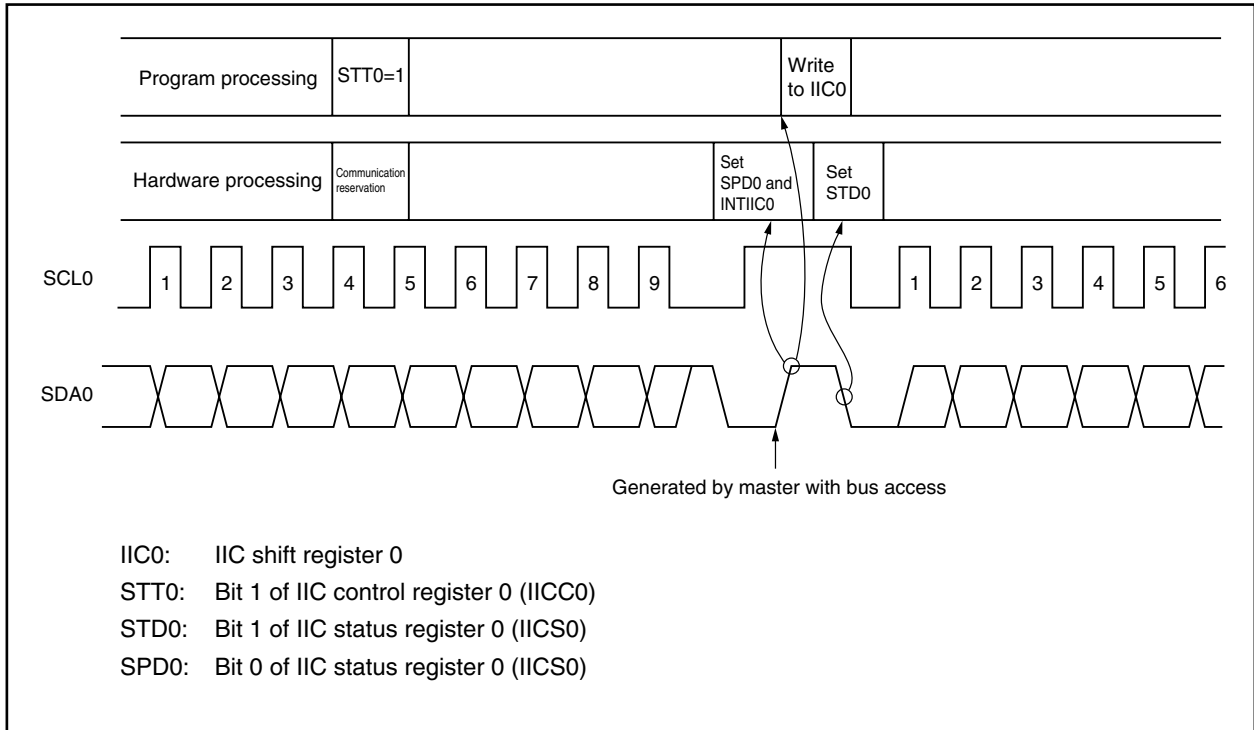 Program processing
STT0=1
Write
to IIC0
Hardware processing
Communication
reservation
Set
SPD0 and
INTIIC0
Set
STD0
SCL0
1 2 3 4 5 6 7 8 9 1 2 3 4 5 6
SDA0
Generated by master with bus access
IIC0: IIC shift register 0
STT0: Bit 1 of IIC control register 0 (IICC0)
STD0: Bit 1 of IIC status register 0 (IICS0)
SPD0: Bit 0 of IIC status register 0 (IICS0)